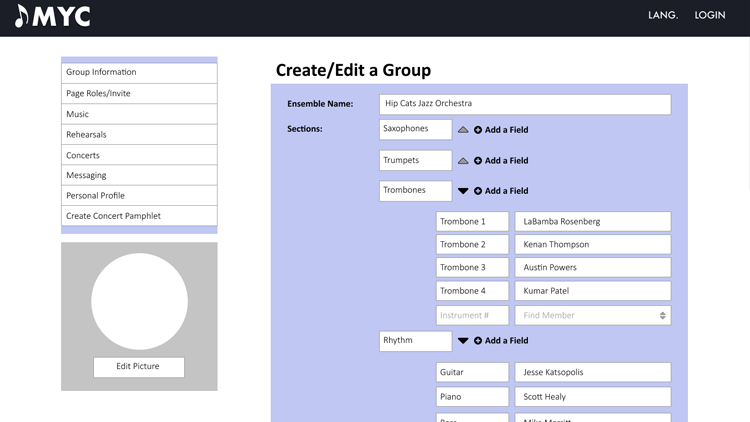 MYC
LANG. LOGIN
Group Information
Page Roles/Invite
Music
Rehearsals
Concerts
Messaging
Personal Profile
Create Concert Pamphlet
Edit Picture
Create/Edit a Group
Ensemble Name: Hip Cats Jazz Orchestra
Sections: Saxophones Add a Field
Trumpets Add a Field
Trombones Add a Field
Trombone 1 LaBamba Rosenberg
Trombone 2 Kenan Thompson
Trombone 3 Austin Powers
Trombone 4 Kumar Patel
Instrument # Find Member
Rhythm Add a Field
Guitar Jesse Katsopolis
Piano Scott Healy